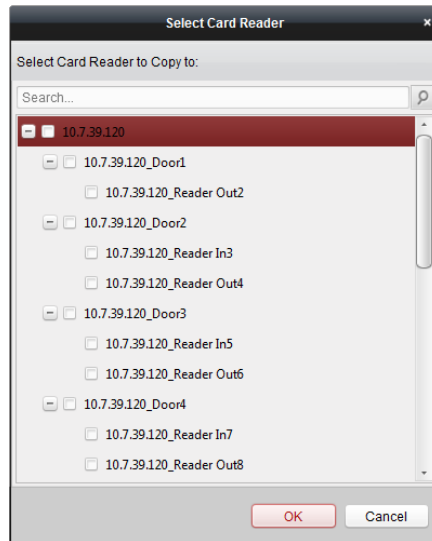 Select Card Reader
Select Card Reader to Copy to:
Search...
10.7.39.120
10.7.39.120_Door1
10.7.39.120_Reader Out2
10.7.39.120_Door2
10.7.39.120_Reader In3
10.7.39.120_Reader Out4
10.7.39.120_Door3
10.7.39.120_Reader In5
10.7.39.120_Reader Out6
10.7.39.120_Door4
10.7.39.120_Reader In7
10.7.39.120_Reader Out8
OK Cancel